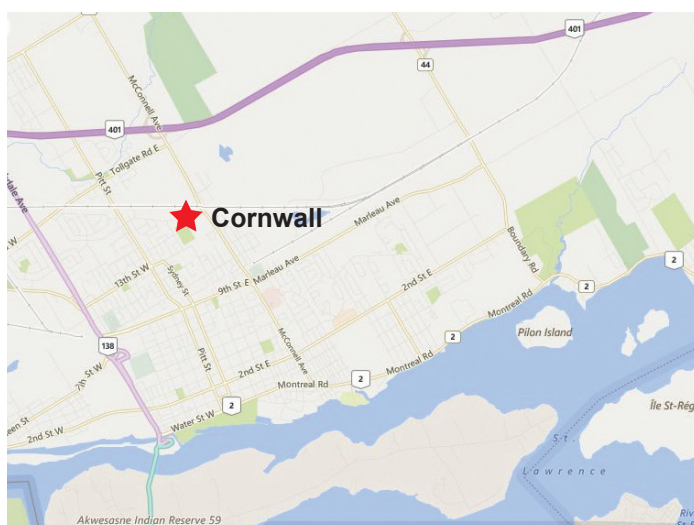 401
44
McConnell Ave
401
Tollgate Rd E
Pitt St
Cornwall
Marleau Ave
Boundary Rd
2
13th St W
Sydney St
9th St E
Marleau Ave
2nd St E
2
Montreal Rd
Pilon Island
138
Pitt St
McConnell Ave
2
7th St W
2nd St E
Montreal Rd
2
Montreal Rd
2
Water St W
2nd St W
Île St-Rég
St.
Lawrence
Akwesasne Indian Reserve 59